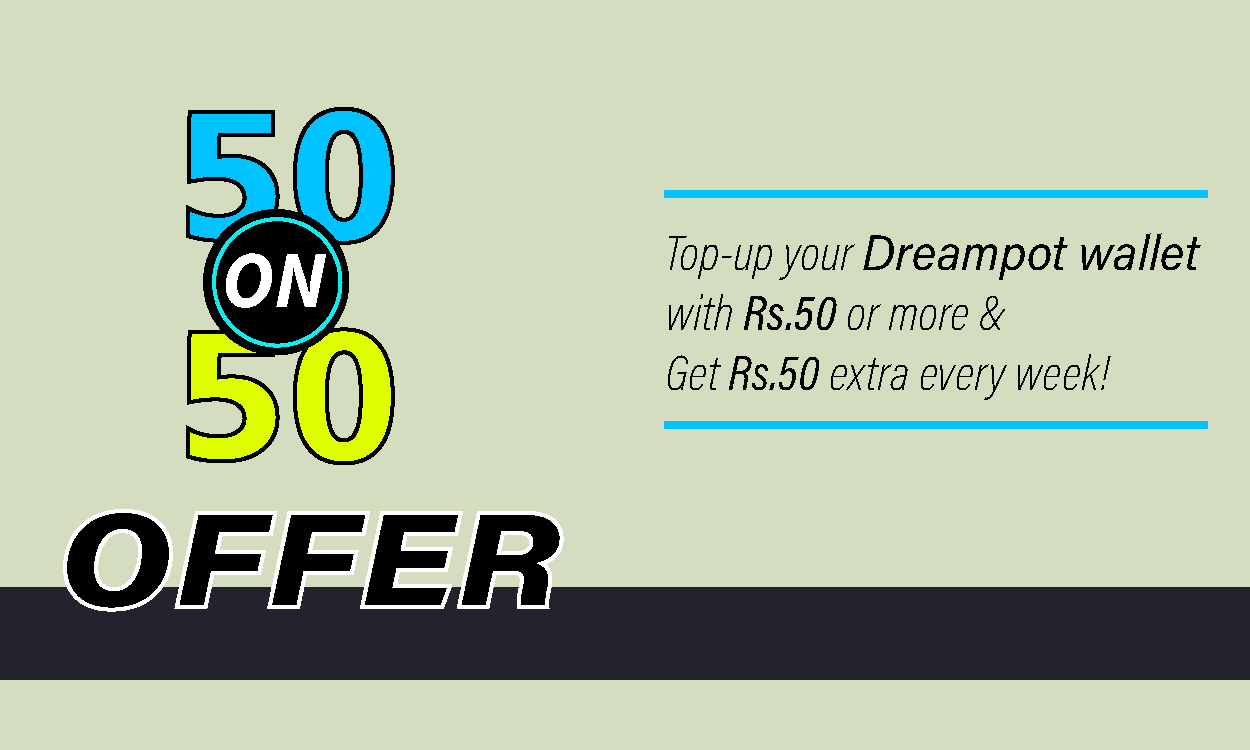 50
ON
50
OFFER
Top-up your Dreampot wallet
with Rs.50 or more &
Get Rs.50 extra every week!